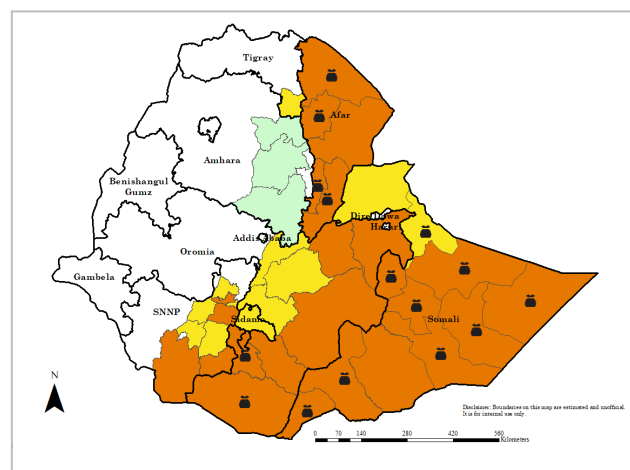 Tigray
Afar
Amhara
Benishangul
Gumz
Dire Dawa
Harar
Addis Ababa
Oromia
Gambela
SNNP
Sidama
Somali
N
Disclaimer: Boundaries on this map are estimated and unofficial.
It is for internal use only.
0 35 70 140 280 420 560
Kilometers